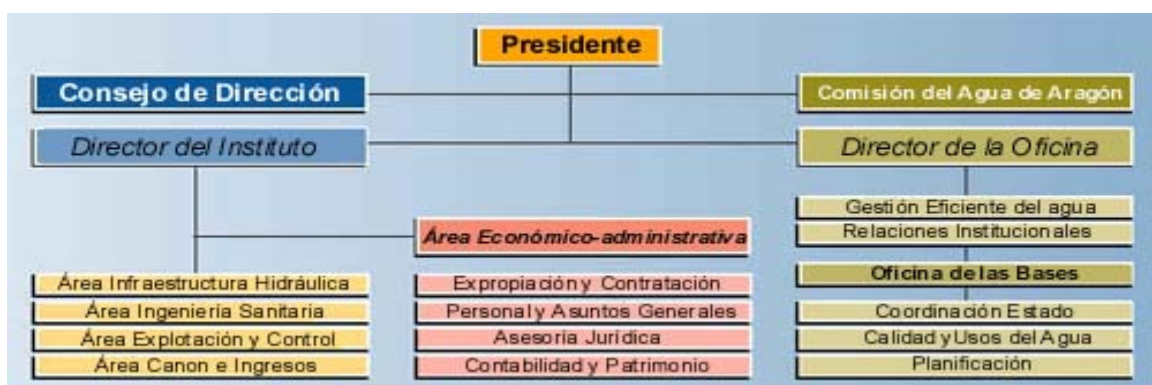 Presidente
Consejo de Dirección
Comisión del Agua de Aragón
Director del Instituto
Director de la Oficina
Gestión Eficiente del agua
Relaciones Institucionales
Área Económico-administrativa
Oficina de las Bases
Área Infraestructura Hidráulica
Área Ingeniería Sanitaria
Área Explotación y Control
Área Canon e Ingresos
Expropiación y Contratación
Personal y Asuntos Generales
Asesoría Jurídica
Contabilidad y Patrimonio
Coordinación Estado
Calidad y Usos del Agua
Planificación